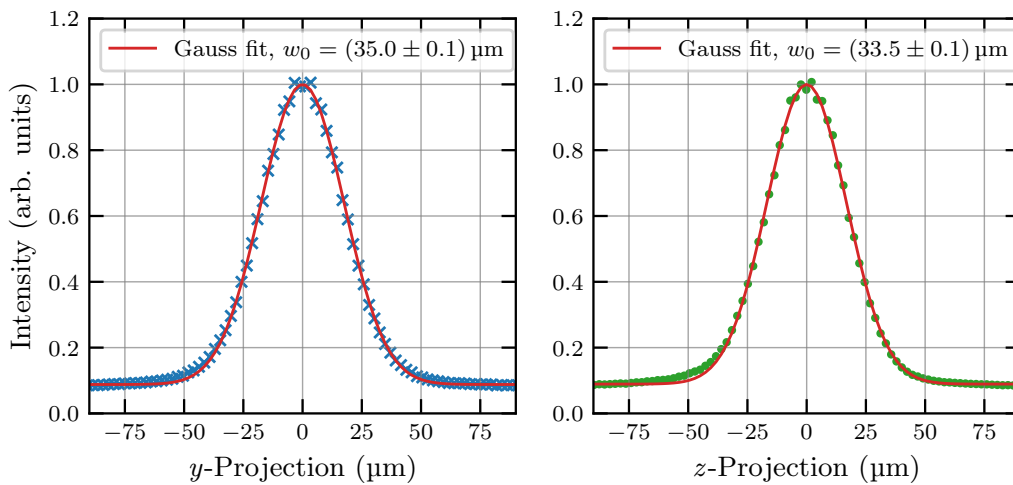 Gauss fit, w₀ = (35.0 ± 0.1) µm
1.2
1.0
0.8
0.6
0.4
0.2
0.0
Intensity (arb. units)
−75 −50 −25 0 25 50 75
y-Projection (µm)
Gauss fit, w₀ = (33.5 ± 0.1) µm
1.2
1.0
0.8
0.6
0.4
0.2
0.0
−75 −50 −25 0 25 50 75
z-Projection (µm)